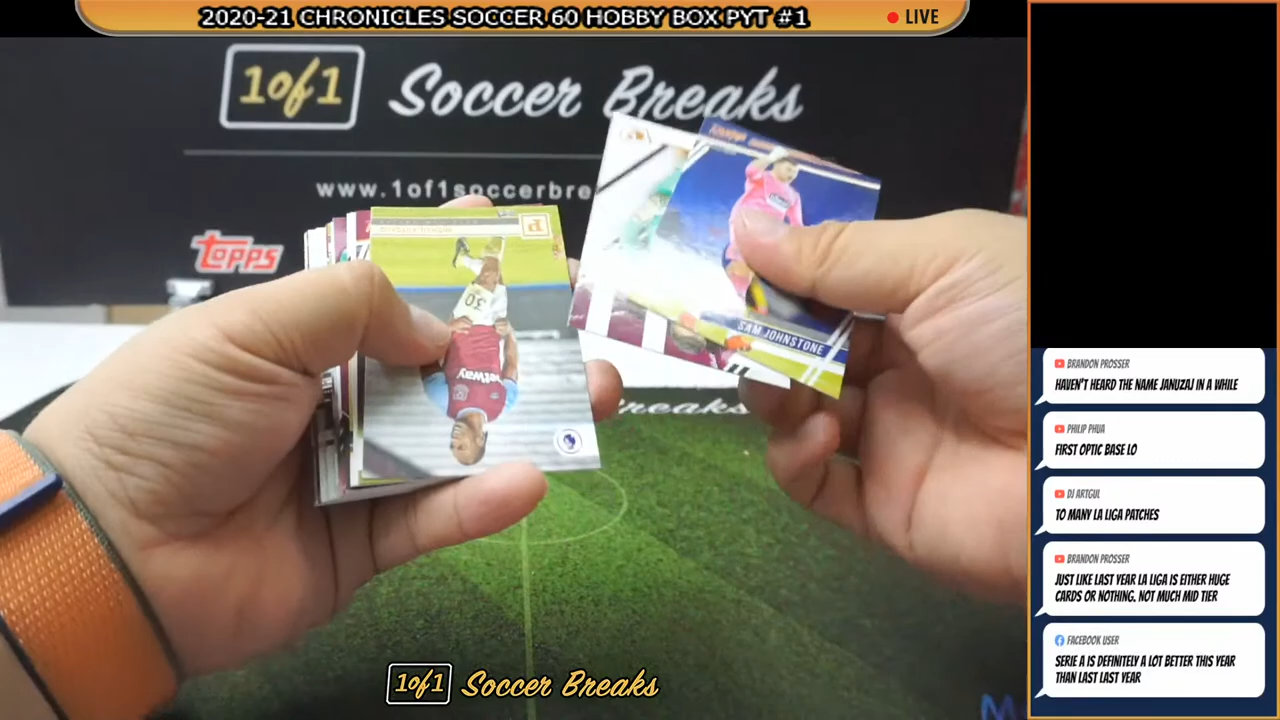 2020-21 CHRONICLES SOCCER 60 HOBBY BOX PYT #1
LIVE
1of1 Soccer Breaks
www.1of1soccerbre
TOPPS
SAM JOHNSTONE
30
betway
1of1 Soccer Breaks
BRANDON PROSSER
HAVEN'T HEARD THE NAME JANUZAJ IN A WHILE
PHILIP PHUA
FIRST OPTIC BASE LO
DJ ARTGUL
TO MANY LA LIGA PATCHES
BRANDON PROSSER
JUST LIKE LAST YEAR LA LIGA IS EITHER HUGE
CARDS OR NOTHING. NOT MUCH MID TIER
FACEBOOK USER
SERIE A IS DEFINITELY A LOT BETTER THIS YEAR
THAN LAST LAST YEAR